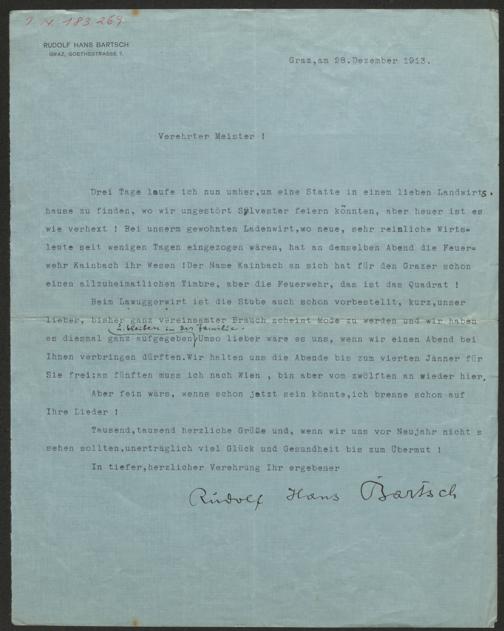 I. N. 183.269
RUDOLF HANS BARTSCH
GRAZ, GOETHESTRASSE 1.
Graz,am 28.Dezember 1913.
Verehrter Meister !
Drei Tage laufe ich nun umher,um eine Statte in einem lieben Landwirts-
hause zu finden, wo wir ungestört Sylvester feiern könnten, aber heuer ist es
wie verhext ! Bei unserm gewohnten Ladenwirt,wo neue, sehr reinliche Wirts=
leute seit wenigen Tagen eingezogen wären, hat an demselben Abend die Feuer=
wehr Kainbach ihr Wesen !Der Name Kainbach an sich hat für den Grazer schon
einen allzuheimatlichen Timbre, aber die Feuerwehr, das ist das Quadrat !
Beim Lawuggerwirt ist die Stube auch schon vorbestellt, kurz,unser
lieber, bisher ganz vereinsamter Brauch scheint Mode zu werden und wir haben
u. bleiben in der Familie.
es diesmal ganz aufgegeben Umso lieber wäre es uns, wenn wir einen Abend bei
Ihnen verbringen dürften.Wir halten uns die Abende bis zum vierten Jänner für
Sie frei:am fünften muss ich nach Wien , bin aber vom zwölften an wieder hier.
Aber fein wärs, wenns schon jetzt sein könnte,ich brenne schon auf
Ihre Lieder !
Tausend,tausend herzliche Grüße und, wenn wir uns vor Neujahr nicht s
sehen sollten,unerträglich viel Glück und Gesundheit bis zum Übermut !
In tiefer,herzlicher Verehrung Ihr ergebener
Rudolf Hans Bartsch